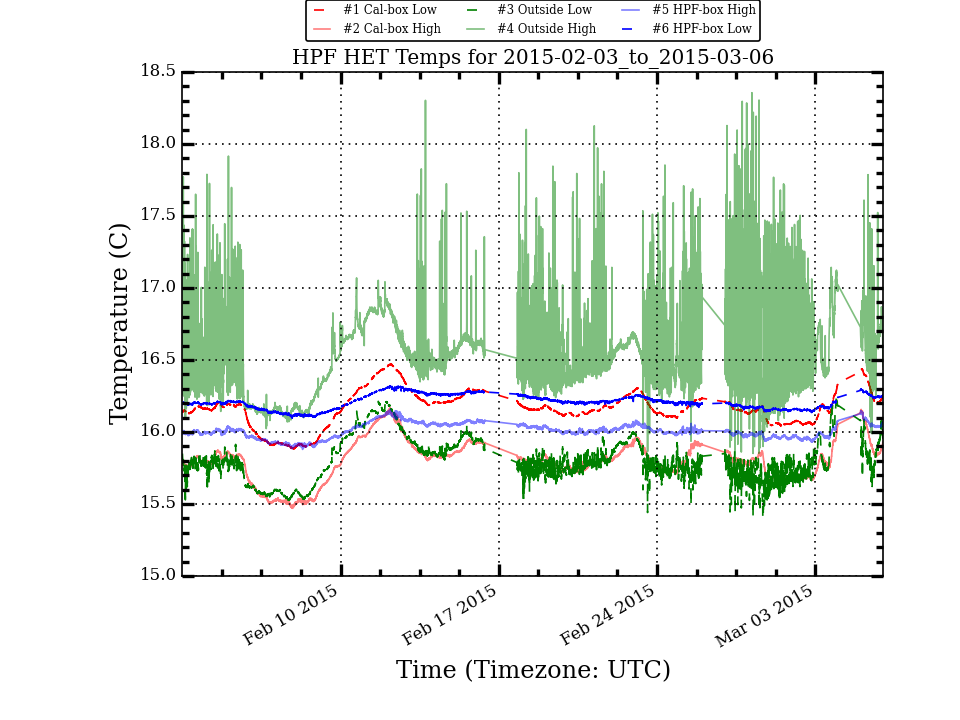 #1 Cal-box Low #3 Outside Low #5 HPF-box High
#2 Cal-box High #4 Outside High #6 HPF-box Low
HPF HET Temps for 2015-02-03_to_2015-03-06
18.5
18.0
17.5
17.0
16.5
16.0
15.5
15.0
Temperature (C)
Feb 10 2015 Feb 17 2015 Feb 24 2015 Mar 03 2015
Time (Timezone: UTC)